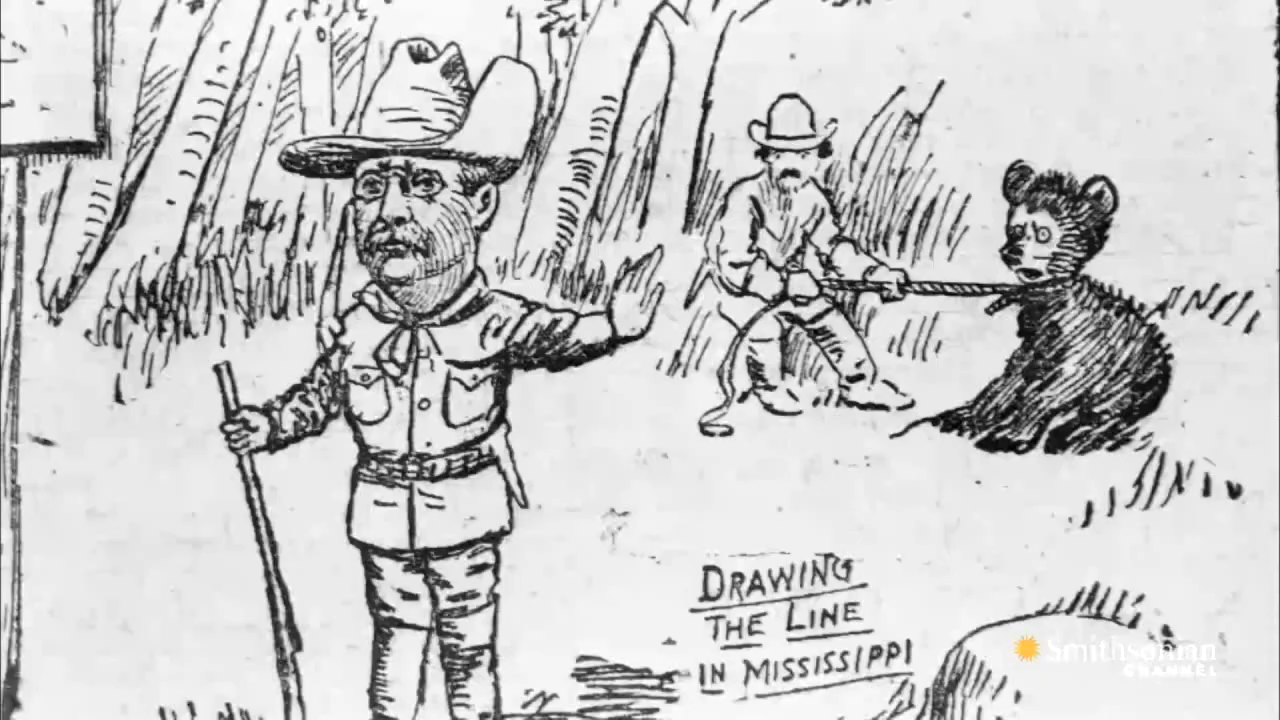 DRAWING
THE LINE
IN MISSISSIPPI
Smithsonian
CHANNEL